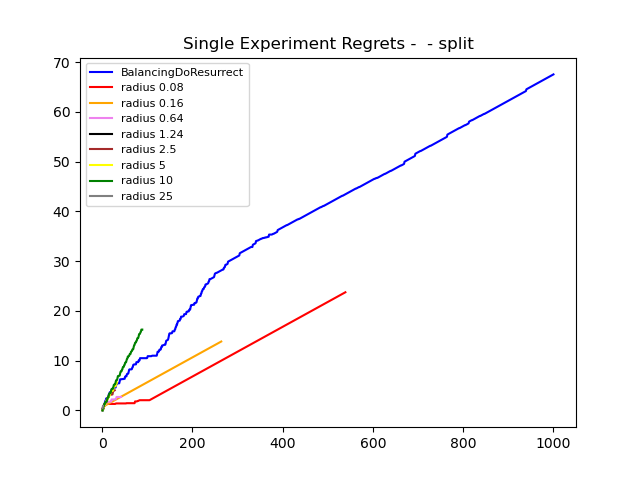 Single Experiment Regrets -  - split
70
60
50
40
30
20
10
0
BalancingDoResurrect
radius 0.08
radius 0.16
radius 0.64
radius 1.24
radius 2.5
radius 5
radius 10
radius 25
0 200 400 600 800 1000